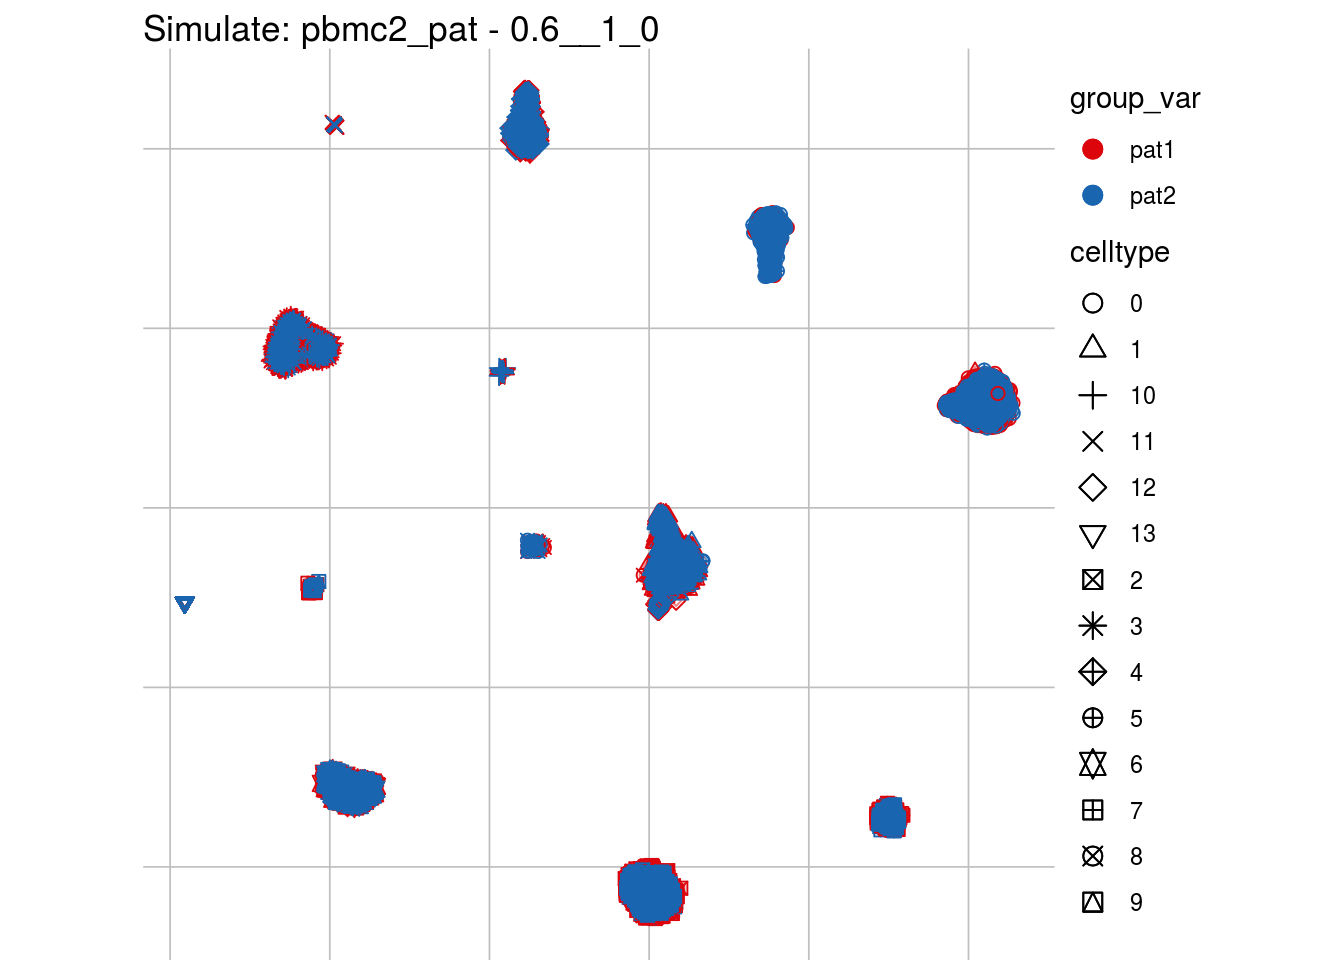 Simulate: pbmc2_pat - 0.6__1_0
group_var
pat1
pat2
celltype
0
1
10
11
12
13
2
3
4
5
6
7
8
9